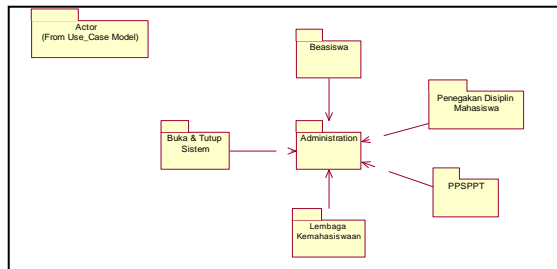 Actor
(From Use_Case Model)
Beasiswa
Penegakan Disiplin
Mahasiswa
Buka & Tutup
Sistem
Administration
PPSPPT
Lembaga
Kemahasiswaan